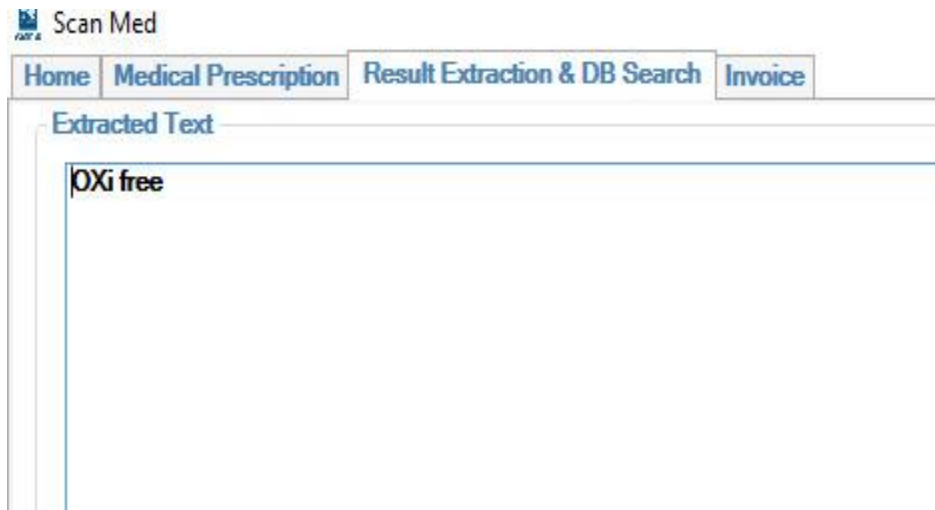 Scan Med
Home Medical Prescription Result Extraction & DB Search Invoice
Extracted Text
OXi free